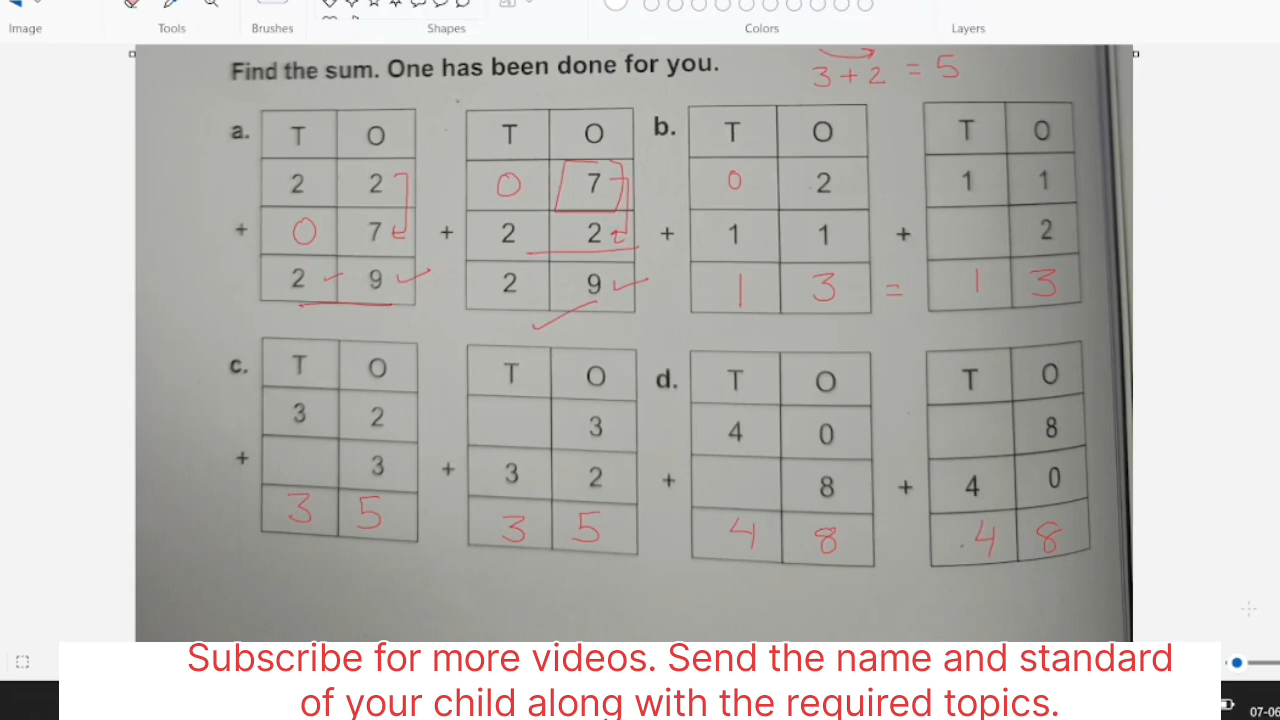 Image Tools Brushes Shapes Colors Layers
Find the sum. One has been done for you. 3 + 2 = 5
a. T O T O b. T O T O
2 2 0 7 0 2 1 1
+ 0 7 + 2 2 + 1 1 + 2
2 9 2 9 1 3 = 1 3
c. T O T O d. T O T O
3 2 3 4 0 8
+ 3 + 3 2 + 8 + 4 0
3 5 3 5 4 8 4 8
Subscribe for more videos. Send the name and standard
of your child along with the required topics.
07-06